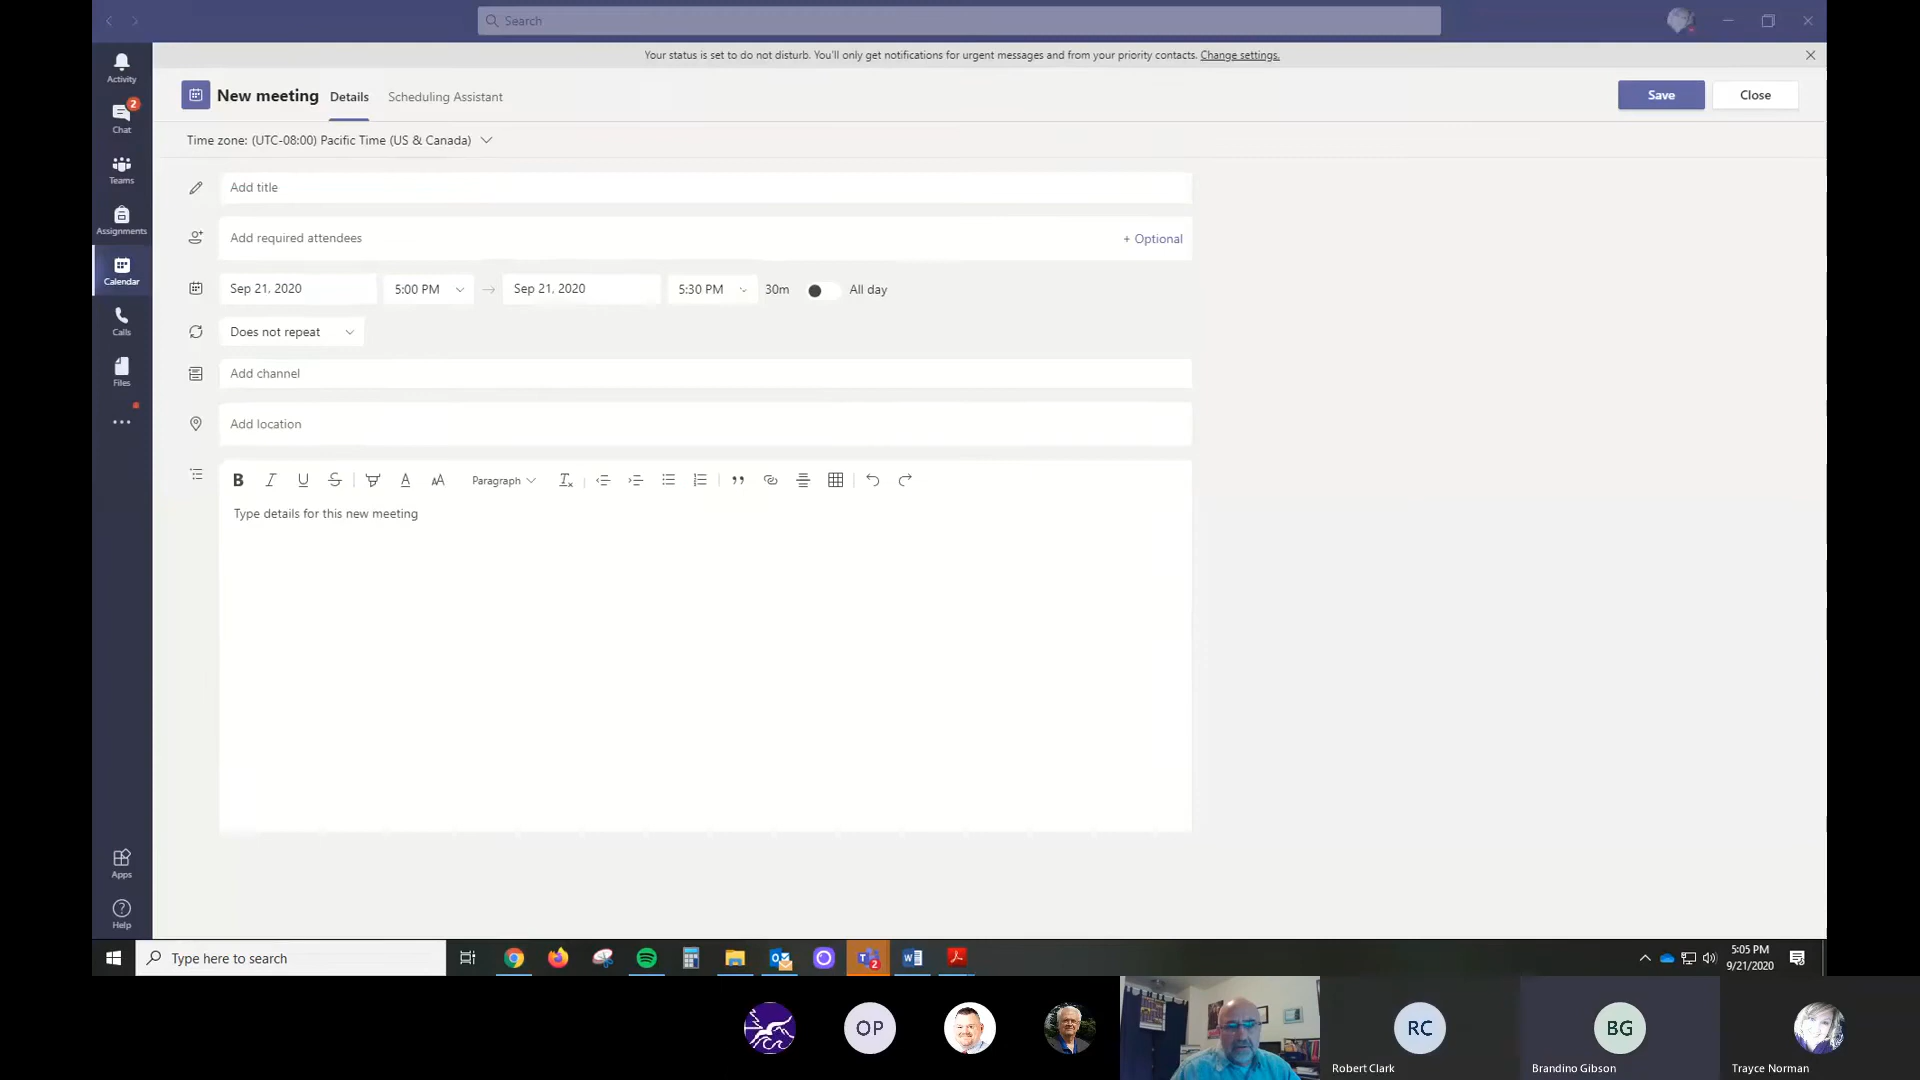 Search
Your status is set to do not disturb. You'll only get notifications for urgent messages and from your priority contacts. Change settings.
Activity
2
Chat
Teams
Assignments
Calendar
Calls
Files
Apps
Help
New meeting Details Scheduling Assistant
Save Close
Time zone: (UTC-08:00) Pacific Time (US & Canada)
Add title
Add required attendees + Optional
Sep 21, 2020 5:00 PM → Sep 21, 2020 5:30 PM 30m All day
Does not repeat
Add channel
Add location
B I U S A AA Paragraph
Type details for this new meeting
Type here to search
2
5:05 PM
9/21/2020
OP RC BG
Robert Clark Brandino Gibson Trayce Norman